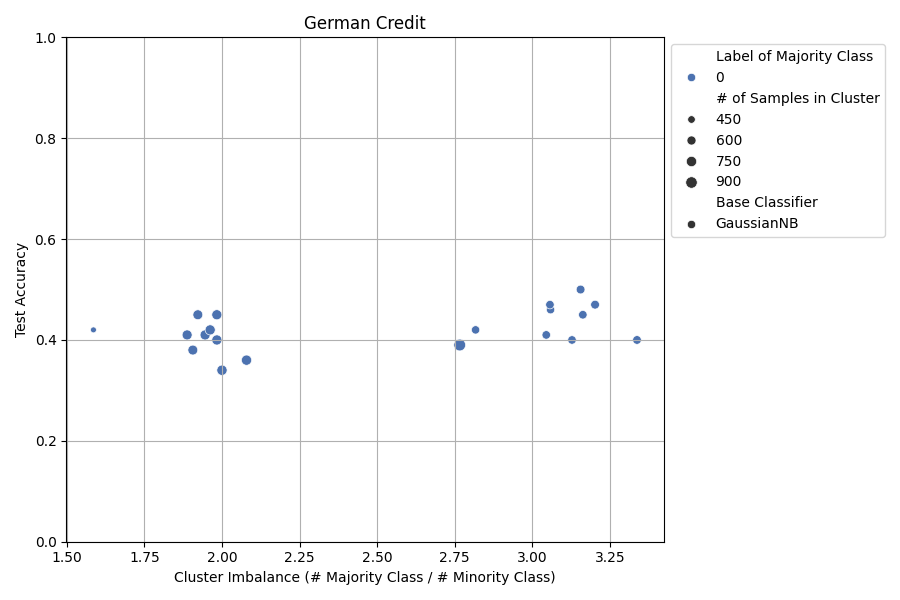 German Credit
Test Accuracy
1.0
0.8
0.6
0.4
0.2
0.0
1.50 1.75 2.00 2.25 2.50 2.75 3.00 3.25
Cluster Imbalance (# Majority Class / # Minority Class)
Label of Majority Class
0
# of Samples in Cluster
450
600
750
900
Base Classifier
GaussianNB